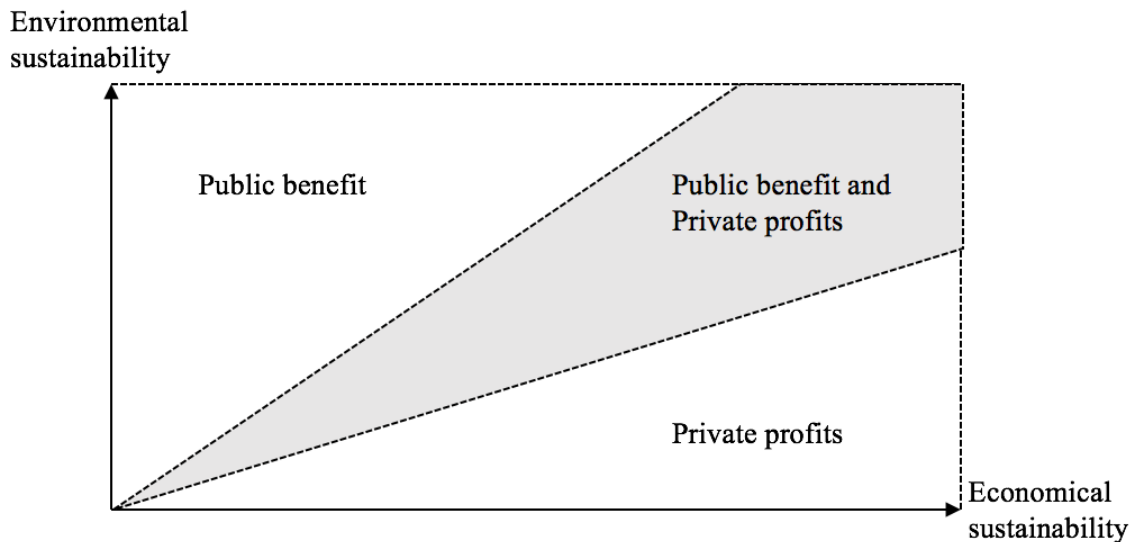 Environmental
sustainability
Public benefit
Public benefit and
Private profits
Private profits
Economical
sustainability